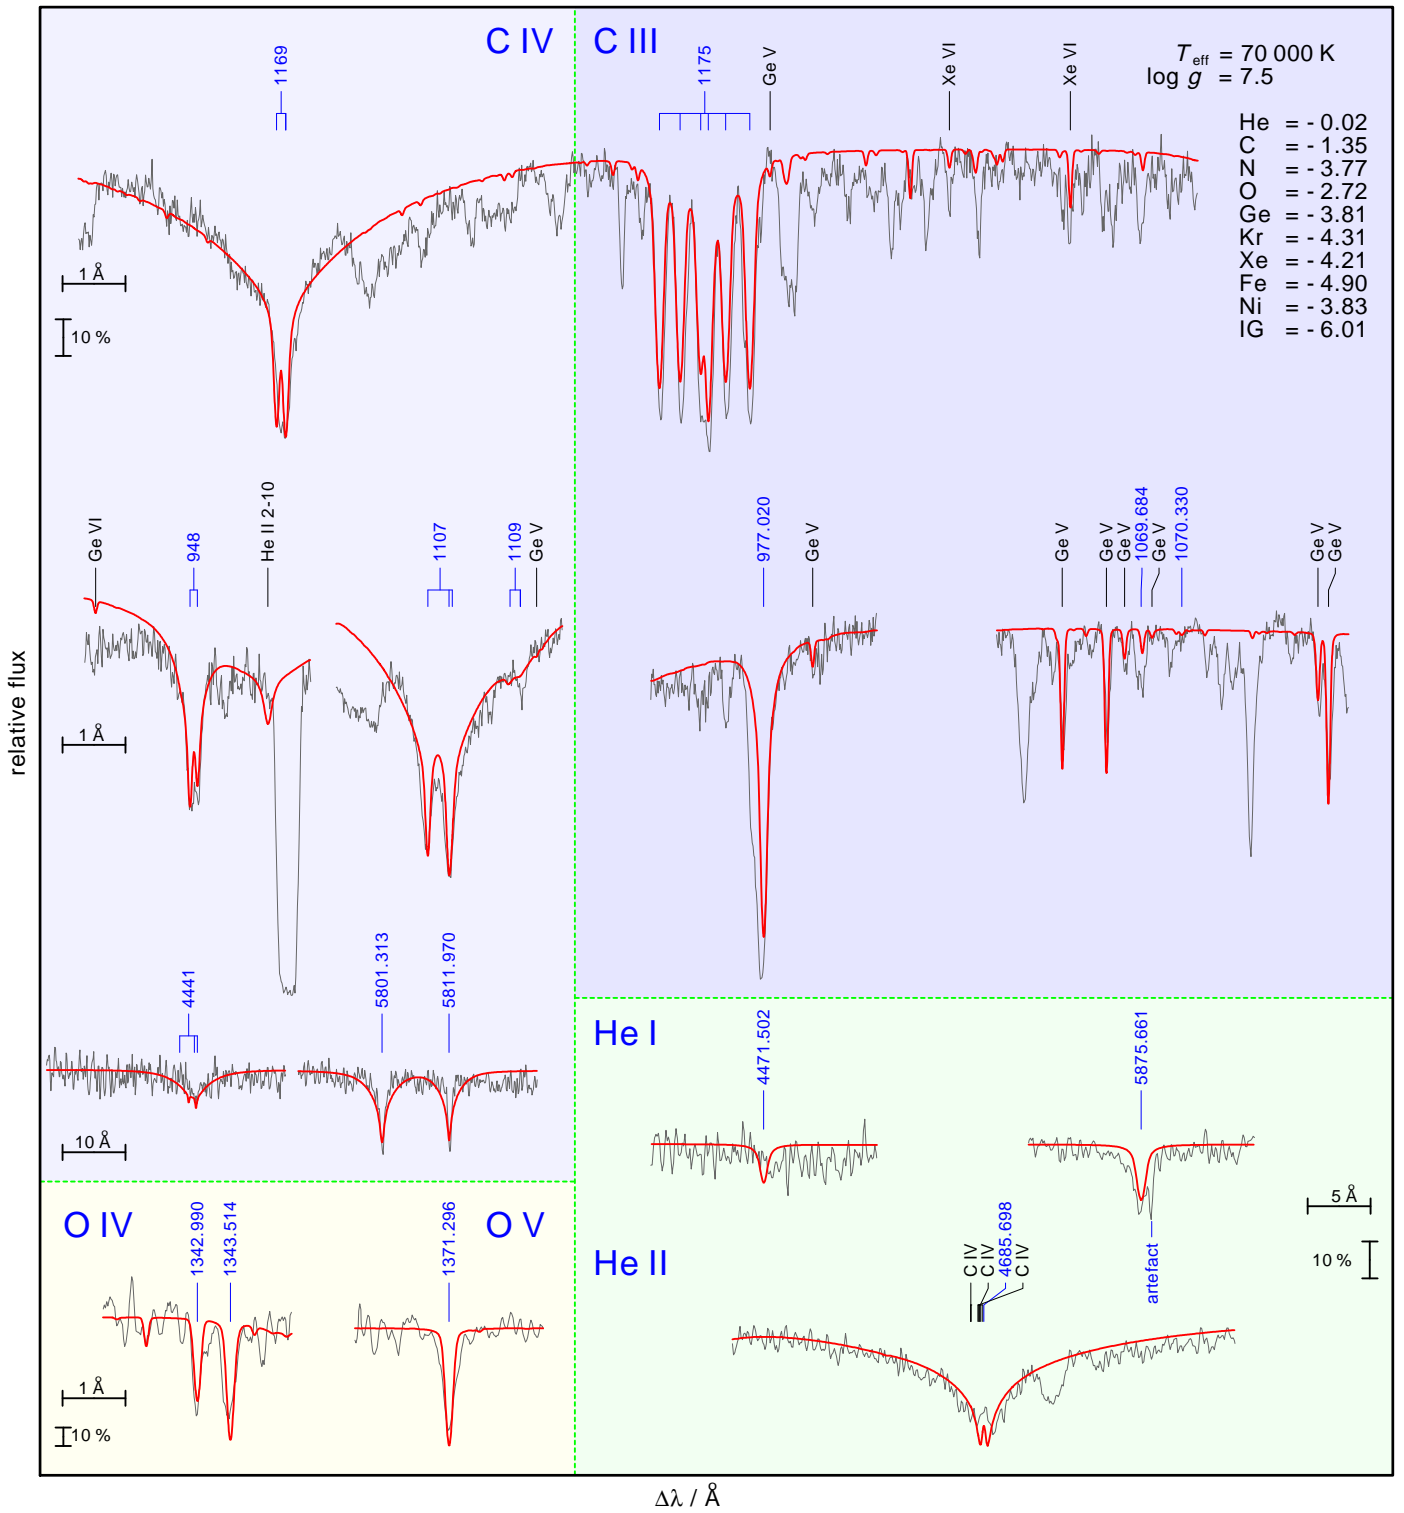 C IV
C III
1169
1175
Ge V
Xe VI
Xe VI
T eff = 70 000 K
log g = 7.5
He = - 0.02
C = - 1.35
N = - 3.77
O = - 2.72
Ge = - 3.81
Kr = - 4.31
Xe = - 4.21
Fe = - 4.90
Ni = - 3.83
IG = - 6.01
1 Å
10 %
Ge VI
948
He II 2-10
1107
1109
Ge V
977.020
Ge V
Ge V
Ge V
Ge V
1069.684
Ge V
1070.330
Ge V
Ge V
1 Å
relative flux
4441
5801.313
5811.970
10 Å
He I
4471.502
5875.661
artefact
5 Å
10 %
O IV
1342.990
1343.514
O V
1371.296
1 Å
10 %
He II
C IV
C IV
4685.698
C IV
Δλ / Å